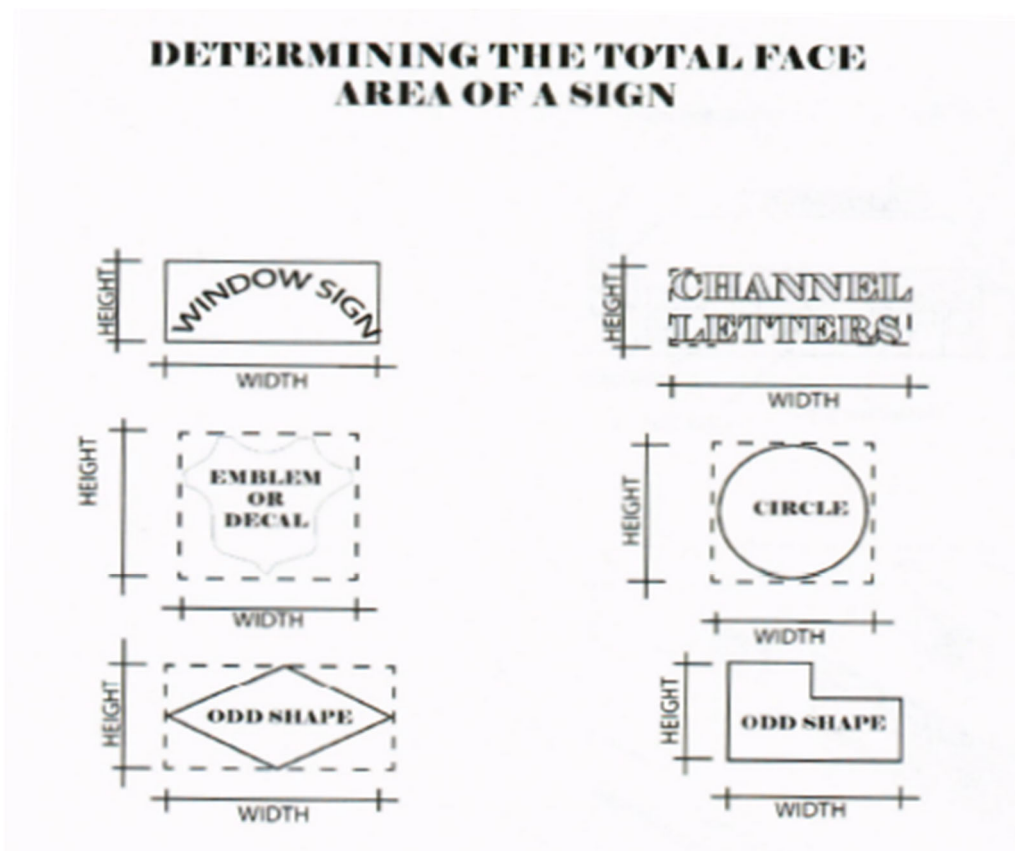 DETERMINING THE TOTAL FACE
AREA OF A SIGN
HEIGHT
WINDOW SIGN
WIDTH
HEIGHT
CHANNEL
LETTERS
WIDTH
HEIGHT
EMBLEM
OR
DECAL
WIDTH
HEIGHT
CIRCLE
WIDTH
HEIGHT
ODD SHAPE
WIDTH
HEIGHT
ODD SHAPE
WIDTH